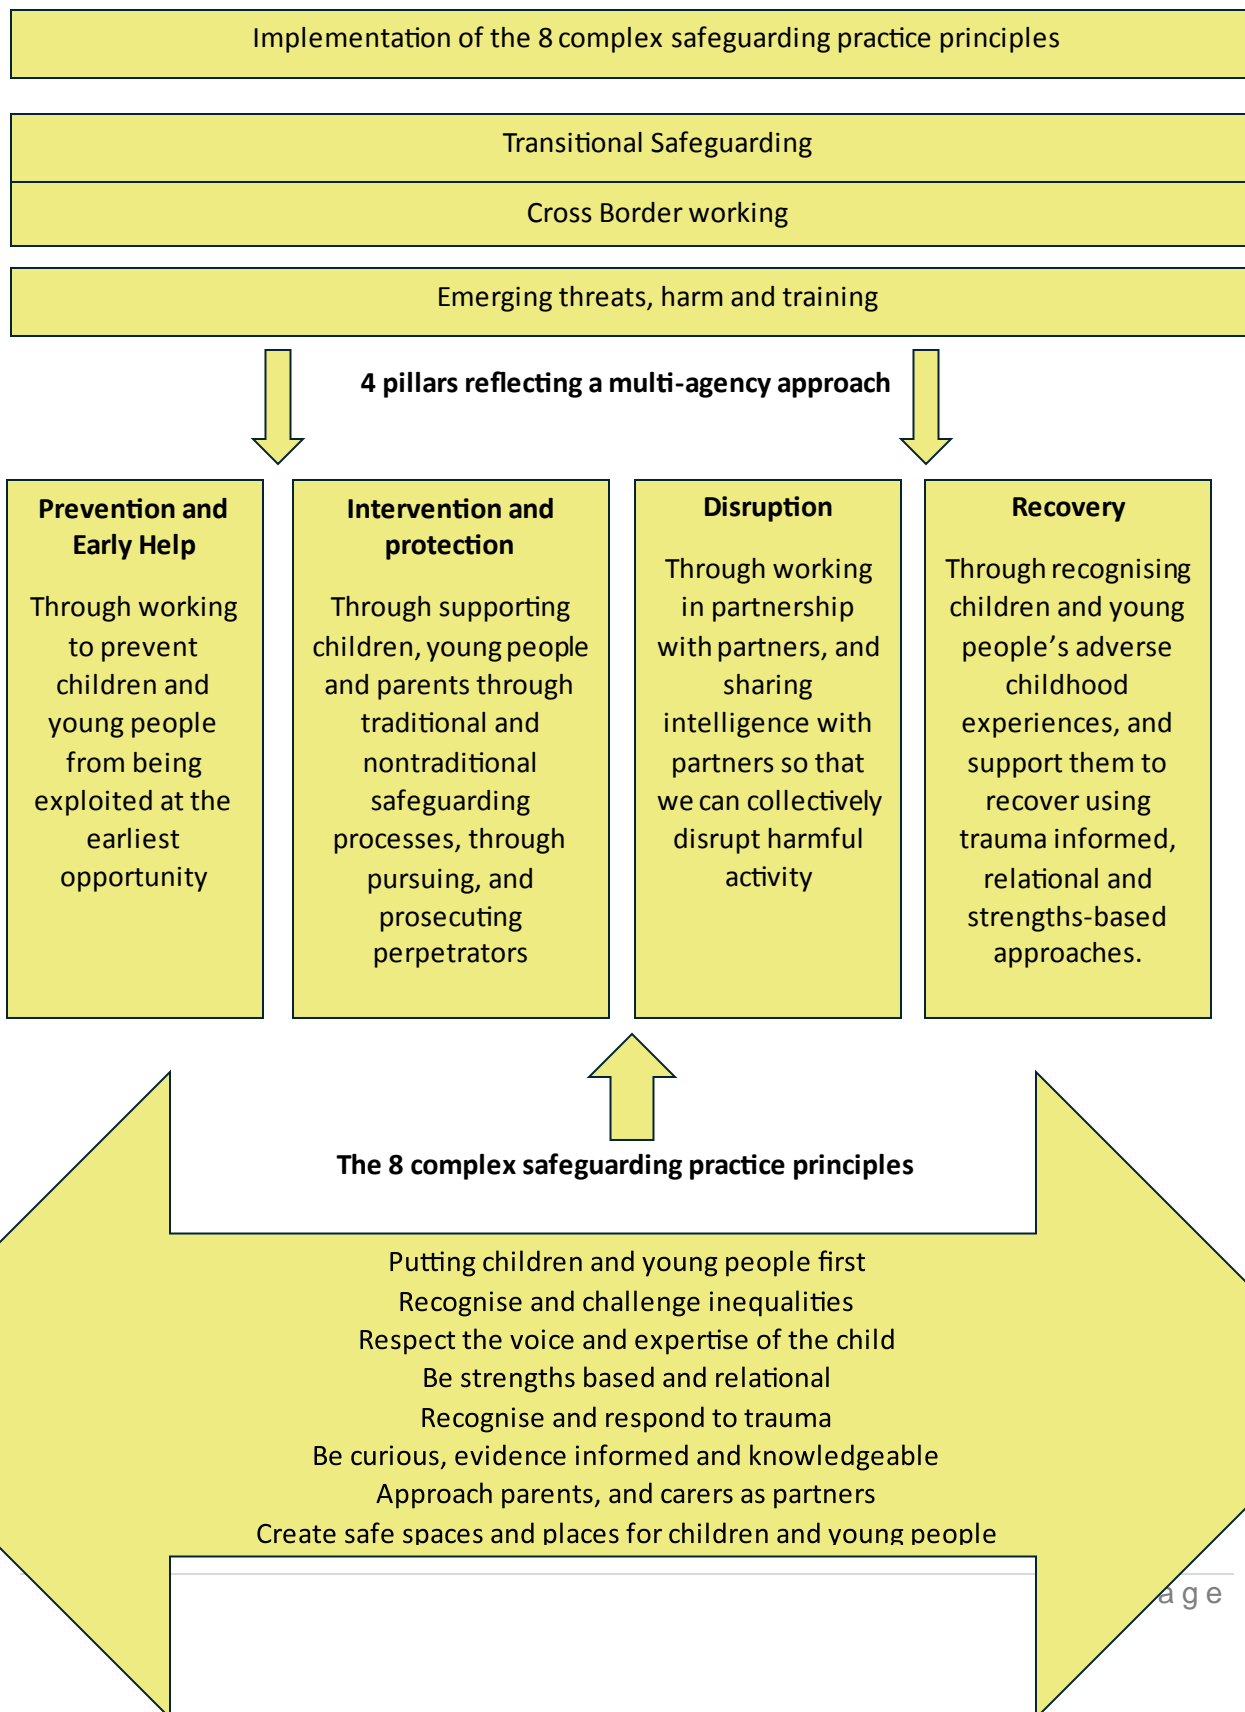 Implementation of the 8 complex safeguarding practice principles
Transitional Safeguarding
Cross Border working
Emerging threats, harm and training
4 pillars reflecting a multi-agency approach
Prevention and
Early Help
Through working
to prevent
children and
young people
from being
exploited at the
earliest
opportunity
Intervention and
protection
Through supporting
children, young people
and parents through
traditional and
nontraditional
safeguarding
processes, through
pursuing, and
prosecuting
perpetrators
Disruption
Through working
in partnership
with partners, and
sharing
intelligence with
partners so that
we can collectively
disrupt harmful
activity
Recovery
Through recognising
children and young
people’s adverse
childhood
experiences, and
support them to
recover using
trauma informed,
relational and
strengths-based
approaches.
The 8 complex safeguarding practice principles
Putting children and young people first
Recognise and challenge inequalities
Respect the voice and expertise of the child
Be strengths based and relational
Recognise and respond to trauma
Be curious, evidence informed and knowledgeable
Approach parents, and carers as partners
Create safe spaces and places for children and young people